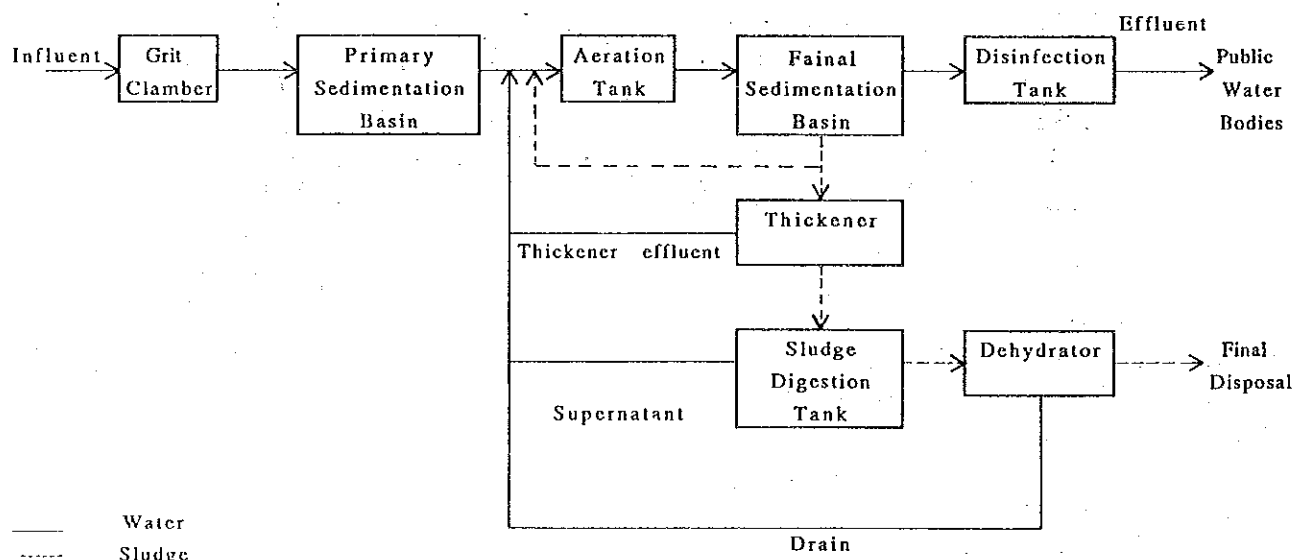 Influent
Grit
Clamber
Primary
Sedimentation
Basin
Aeration
Tank
Fainal
Sedimentation
Basin
Disinfection
Tank
Effluent
Public
Water
Bodies
Thickener
Thickener effluent
Sludge
Digestion
Tank
Supernatant
Dehydrator
Final
Disposal
Drain
Water
Sludge